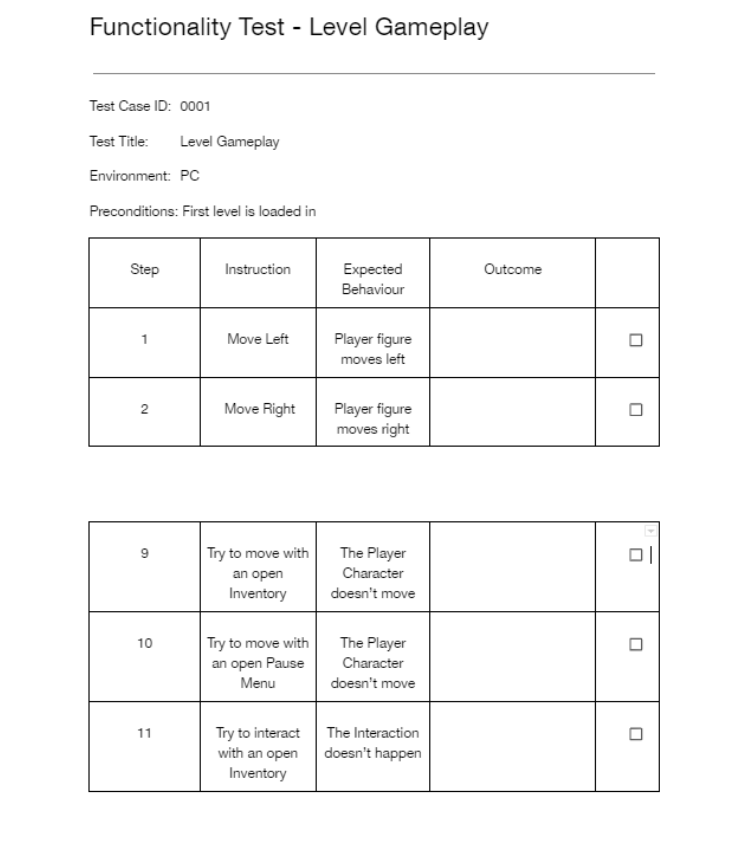 Functionality Test - Level Gameplay
Test Case ID: 0001
Test Title: Level Gameplay
Environment: PC
Preconditions: First level is loaded in
Step Instruction Expected Behaviour Outcome
1 Move Left Player figure moves left
2 Move Right Player figure moves right
9 Try to move with an open Inventory The Player Character doesn't move
10 Try to move with an open Pause Menu The Player Character doesn't move
11 Try to interact with an open Inventory The Interaction doesn't happen